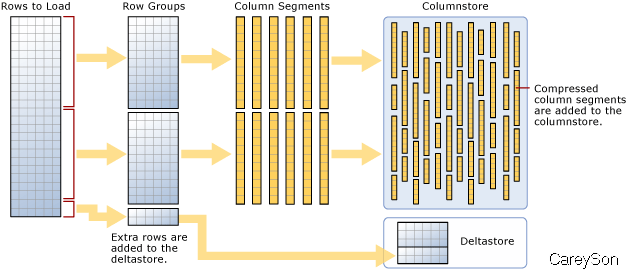 Rows to Load
Row Groups
Column Segments
Columnstore
Compressed
column segments
are added to the
columnstore.
Extra rows are
added to the
deltastore.
Deltastore
CareySon